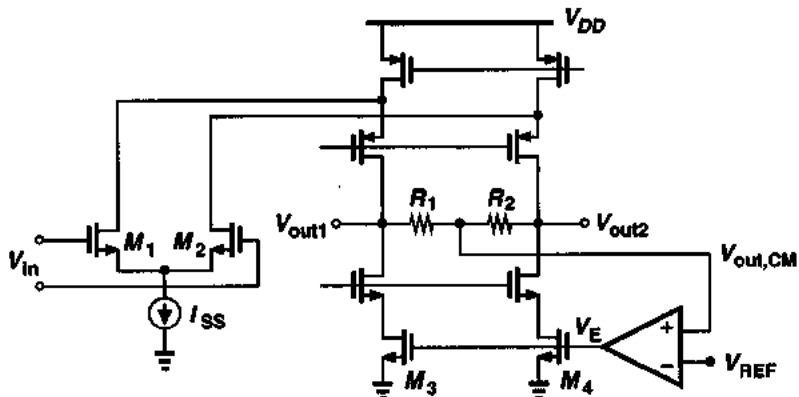 V_DD
R_1
R_2
V_out1
V_out2
M_1
M_2
V_in
V_out,CM
I_SS
V_E
+
−
V_REF
M_3
M_4